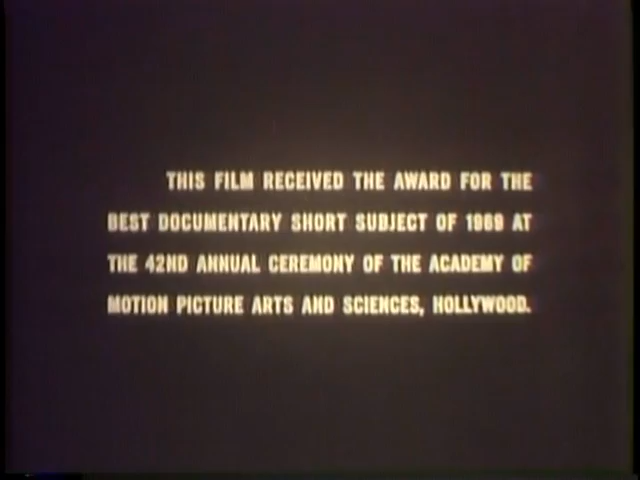 THIS FILM RECEIVED THE AWARD FOR THE
BEST DOCUMENTARY SHORT SUBJECT OF 1969 AT
THE 42ND ANNUAL CEREMONY OF THE ACADEMY OF
MOTION PICTURE ARTS AND SCIENCES, HOLLYWOOD.